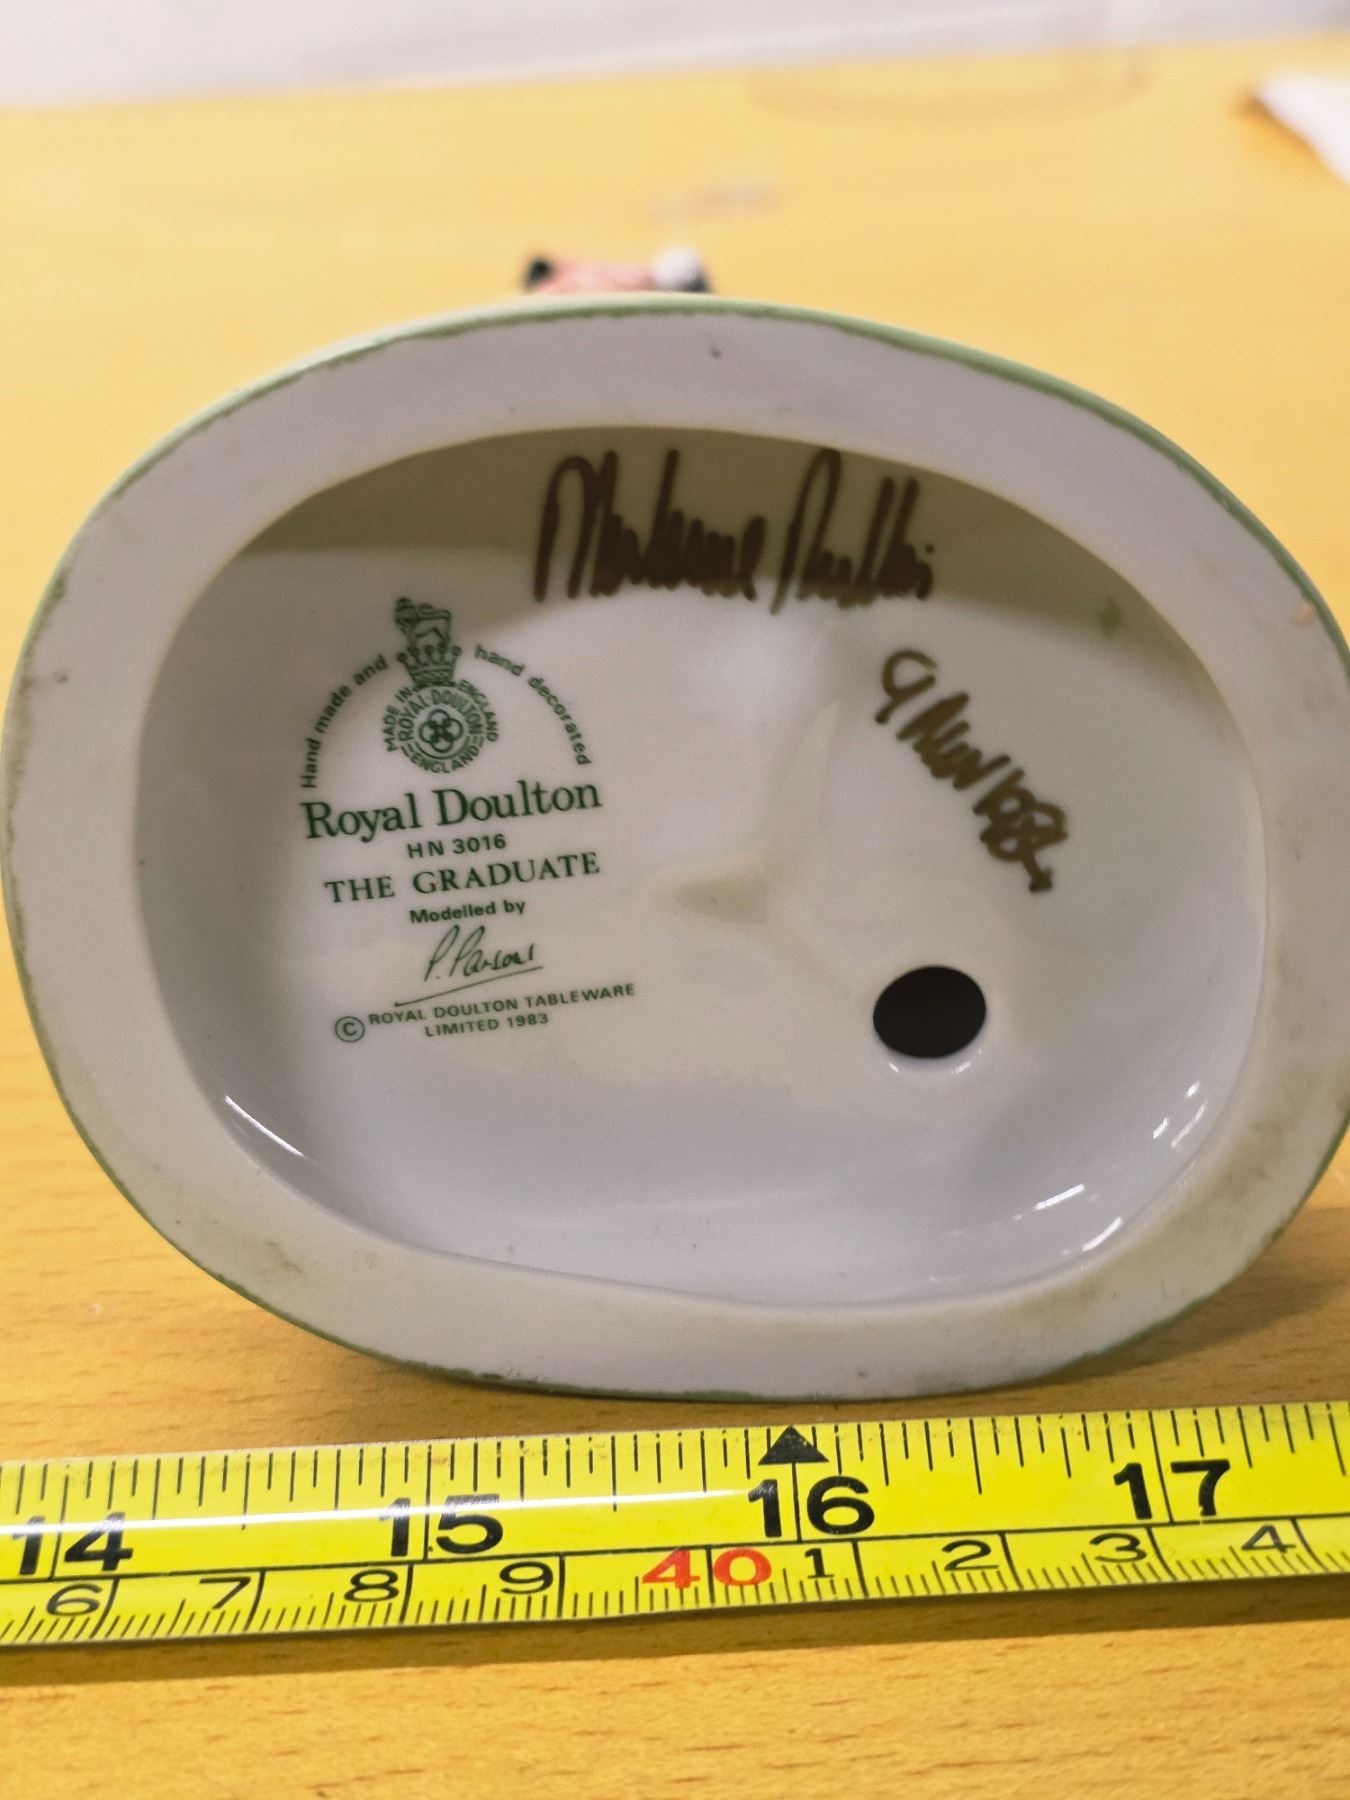 Hand made and hand decorated
MADE IN ENGLAND
ROYAL·DOULTON
ENGLAND
Royal Doulton
HN 3016
THE GRADUATE
Modelled by
P. Parsons
© ROYAL DOULTON TABLEWARE
LIMITED 1983
14 15 16 17
6 7 8 9 40 1 2 3 4